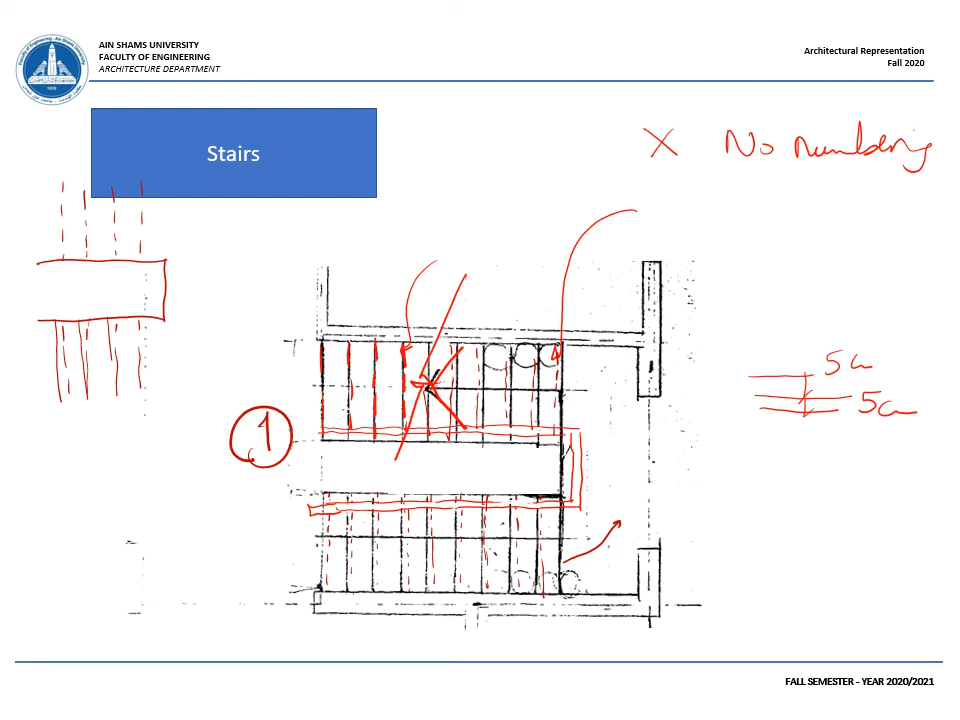 AIN SHAMS UNIVERSITY
FACULTY OF ENGINEERING
ARCHITECTURE DEPARTMENT
Architectural Representation
Fall 2020
Stairs
X No numbering
5cm
5cm
1
FALL SEMESTER - YEAR 2020/2021